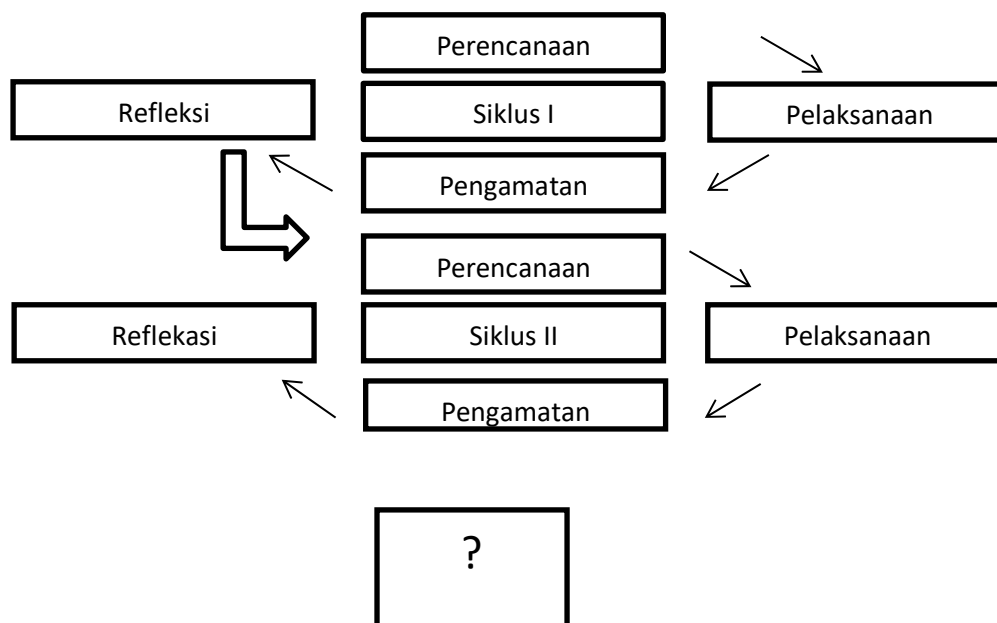 Perencanaan
Refleksi
Siklus I
Pelaksanaan
Pengamatan
Perencanaan
Reflekasi
Siklus II
Pelaksanaan
Pengamatan
?